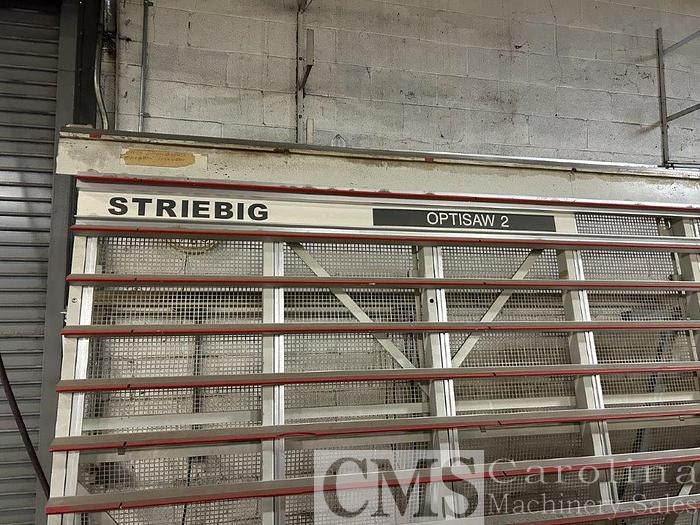 STRIEBIG
OPTISAW 2
CMS Carolina
Machinery Sales